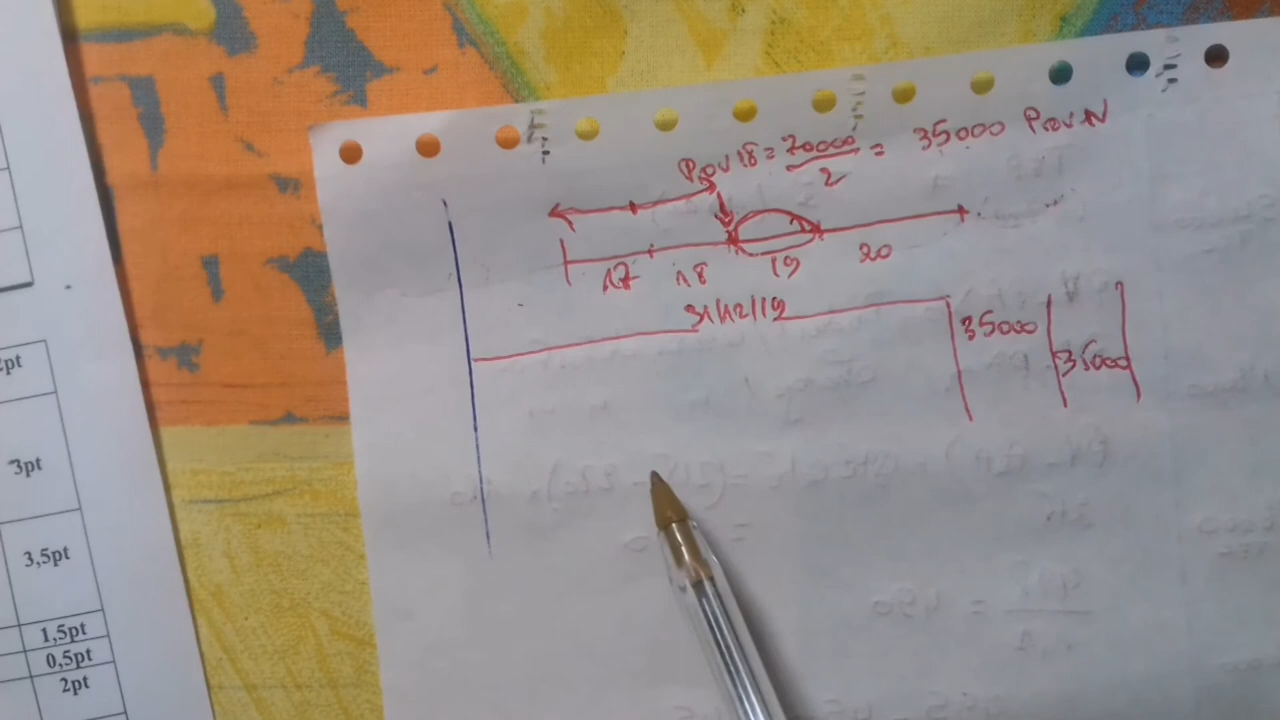 Prov 18 = 70000 / 2 = 35000 Prov N
17 18 19 20
31/12/19
35000
35000
2pt
3pt
3,5pt
1,5pt
0,5pt
2pt